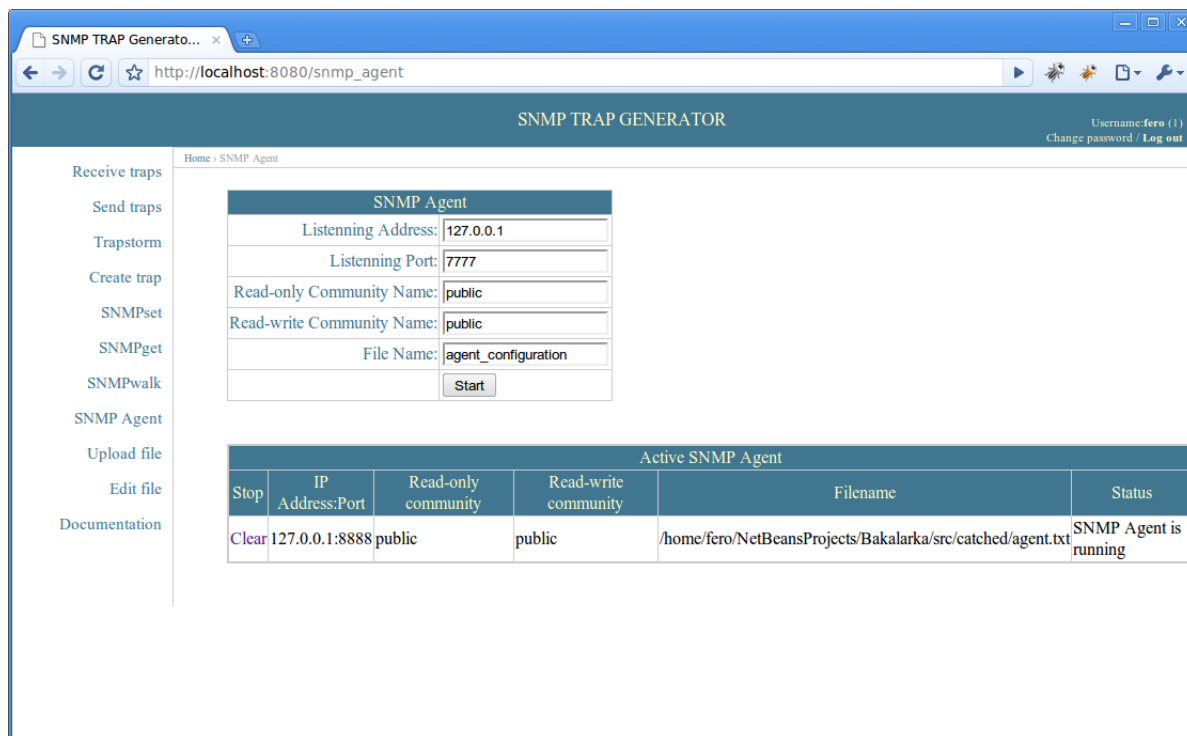 SNMP TRAP Generato...
http://localhost:8080/snmp_agent
SNMP TRAP GENERATOR
Username:fero (1)
Change password / Log out
Home › SNMP Agent
Receive traps
Send traps
Trapstorm
Create trap
SNMPset
SNMPget
SNMPwalk
SNMP Agent
Upload file
Edit file
Documentation
SNMP Agent
Listenning Address: 127.0.0.1
Listenning Port: 7777
Read-only Community Name: public
Read-write Community Name: public
File Name: agent_configuration
Start
Active SNMP Agent
Stop
IP
Address:Port
Read-only
community
Read-write
community
Filename
Status
Clear 127.0.0.1:8888 public public /home/fero/NetBeansProjects/Bakalarka/src/catched/agent.txt
SNMP Agent is
running